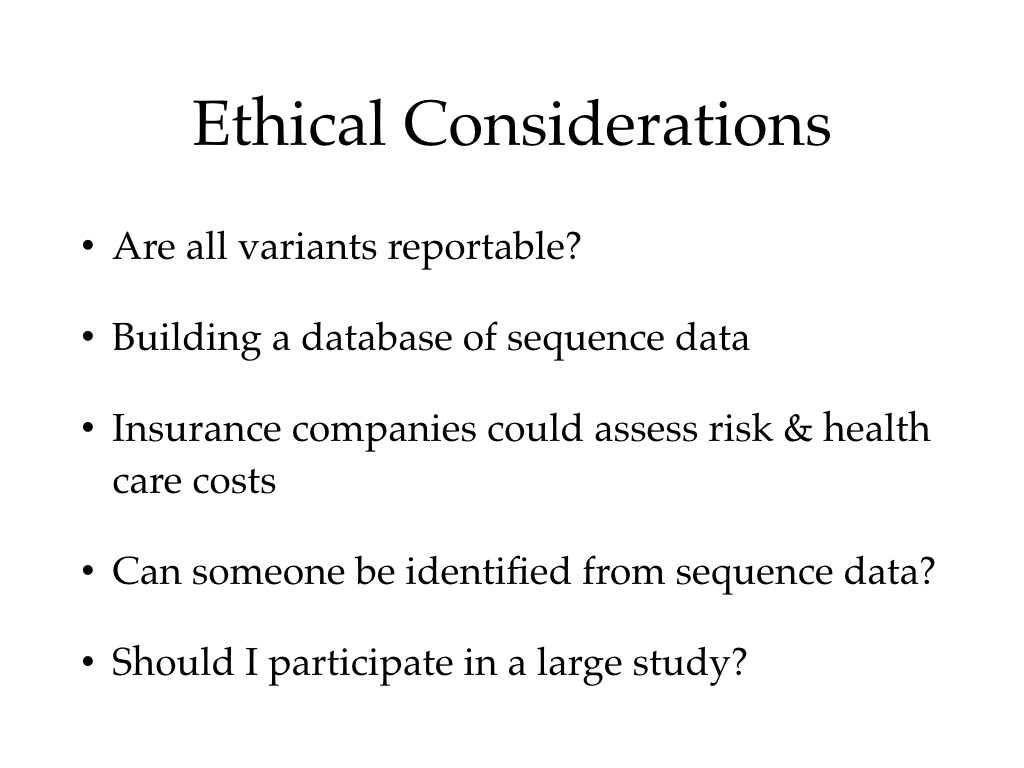 Ethical Considerations
• Are all variants reportable?
• Building a database of sequence data
• Insurance companies could assess risk & health
care costs
• Can someone be identified from sequence data?
• Should I participate in a large study?